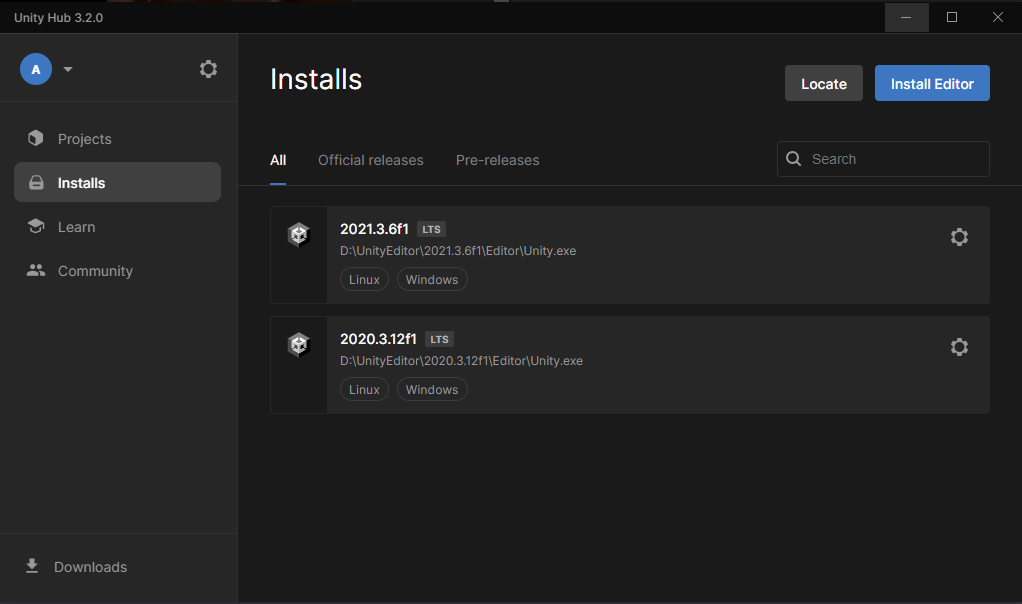 Unity Hub 3.2.0
A
Projects
Installs
Learn
Community
Downloads
Installs
Locate
Install Editor
All
Official releases
Pre-releases
Search
2021.3.6f1 LTS
D:\UnityEditor\2021.3.6f1\Editor\Unity.exe
Linux
Windows
2020.3.12f1 LTS
D:\UnityEditor\2020.3.12f1\Editor\Unity.exe
Linux
Windows